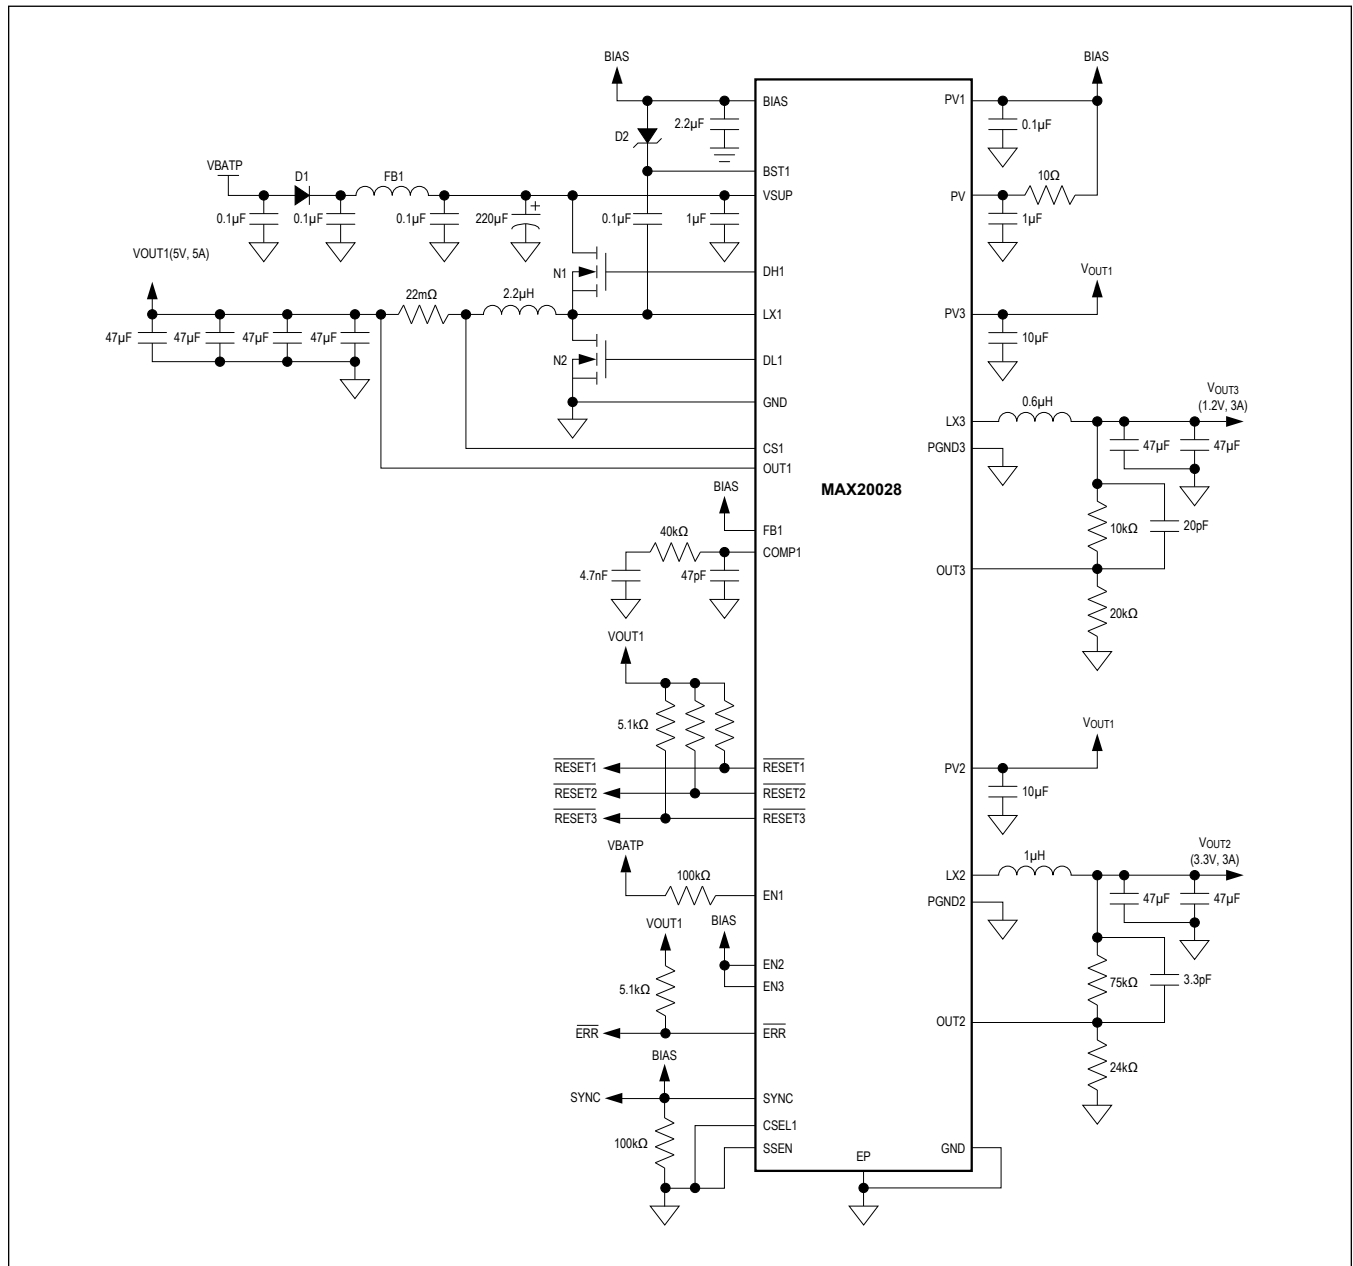 BIAS
BIAS
BIAS
PV1
D2
2.2µF
0.1µF
VBATP
D1
FB1
BST1
VSUP
PV
10Ω
0.1µF
0.1µF
0.1µF
220µF
+
0.1µF
1µF
1µF
VOUT1(5V, 5A)
N1
DH1
VOUT1
22mΩ
2.2µH
LX1
PV3
47µF
47µF
47µF
47µF
10µF
N2
DL1
VOUT3
(1.2V, 3A)
GND
0.6µH
LX3
47µF
47µF
CS1
PGND3
OUT1
MAX20028
BIAS
FB1
10kΩ
20pF
40kΩ
COMP1
4.7nF
47pF
OUT3
20kΩ
VOUT1
5.1kΩ
VOUT1
RESET1
RESET1
PV2
RESET2
RESET2
10µF
RESET3
RESET3
VBATP
VOUT2
(3.3V, 3A)
1µH
100kΩ
LX2
EN1
47µF
47µF
PGND2
VOUT1
BIAS
EN2
5.1kΩ
EN3
75kΩ
3.3pF
OUT2
ERR
ERR
BIAS
24kΩ
SYNC
SYNC
CSEL1
100kΩ
SSEN
EP
GND